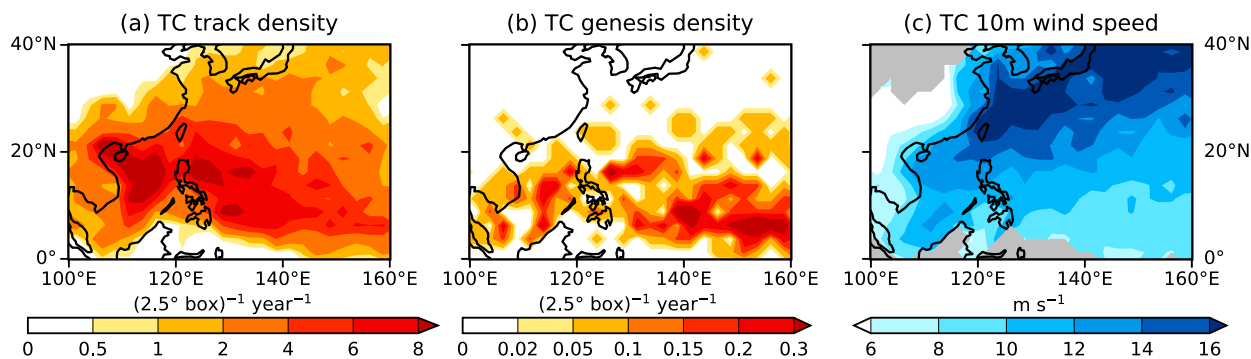 (a) TC track density
(b) TC genesis density
(c) TC 10m wind speed
40°N
20°N
0°
100°E 120°E 140°E 160°E
100°E 120°E 140°E 160°E
100°E 120°E 140°E 160°E
40°N
20°N
0°
(2.5° box)⁻¹ year⁻¹
(2.5° box)⁻¹ year⁻¹
m s⁻¹
0 0.5 1 2 4 6 8
0 0.02 0.05 0.1 0.15 0.2 0.3
6 8 10 12 14 16